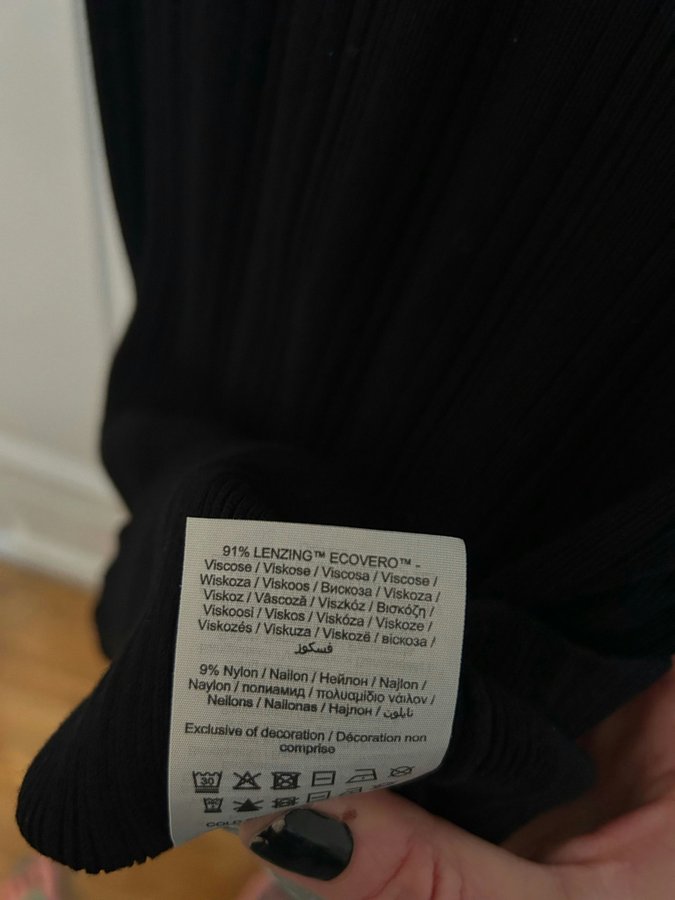 91% LENZING™ ECOVERO™ -
Viscose / Viskose / Viscosa / Viscose /
Wiskoza / Viskoos / Вискоза / Viskoza /
Viskoz / Vâscoză / Viszkóz / Βισκόζη /
Viskoosi / Viskos / Viskóza / Viskoze /
Viskozės / Viskuza / Viskozë / віскоза /
فسكوز
9% Nylon / Nailon / Нейлон / Najlon /
Naylon / полиамид / πολυαμίδιο νάιλον /
Neilons / Nailonas / Најлон / نايلون
Exclusive of decoration / Décoration non
comprise
30